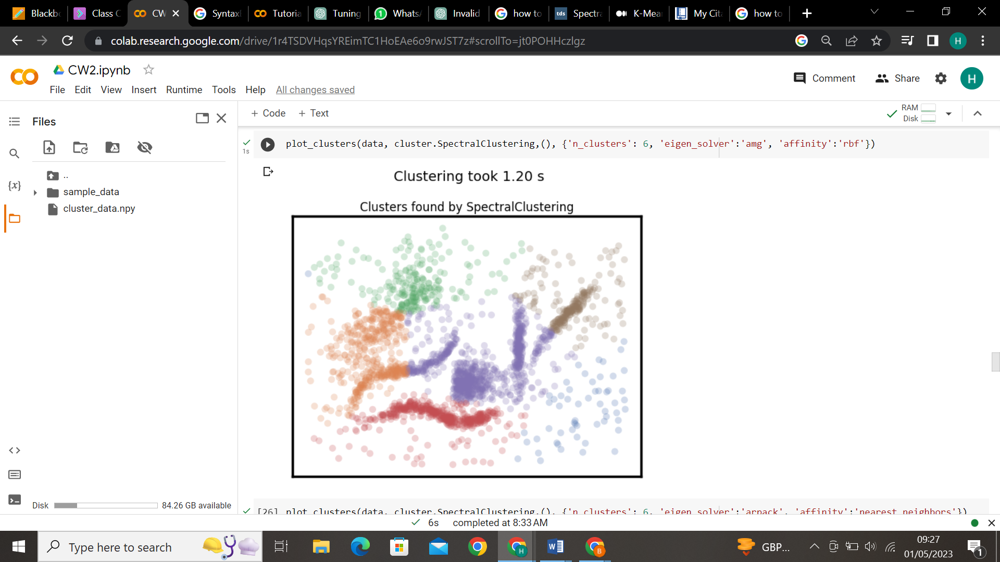 Blackb
Class C
CW
Syntax
Tutoria
Tuning
Whats
Invalid
how to
tds
Spectra
K-Mea
My Cita
how to
colab.research.google.com/drive/1r4TSDVHqsYREimTC1HoEAe6o9rwJST7z#scrollTo=jt0POHHczlgz
H
CW2.ipynb
File Edit View Insert Runtime Tools Help All changes saved
Comment
Share
H
Files
+ Code + Text
RAM
Disk
..
sample_data
cluster_data.npy
{x}
1s
plot_clusters(data, cluster.SpectralClustering,(), {'n_clusters': 6, 'eigen_solver':'amg', 'affinity':'rbf'})
Clustering took 1.20 s
Clusters found by SpectralClustering
Disk 84.26 GB available
[26] plot_clusters(data, cluster.SpectralClustering,(), {'n_clusters': 6, 'eigen_solver':'arpack', 'affinity':'nearest_neighbors'})
6s completed at 8:33 AM
Type here to search
H
B
GBP...
09:27
01/05/2023
1